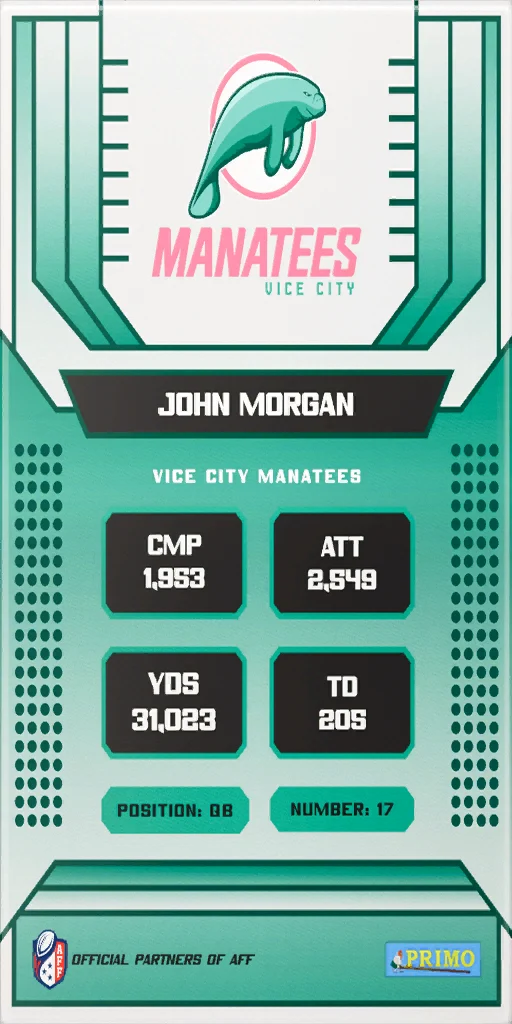 MANATEES
VICE CITY
JOHN MORGAN
VICE CITY MANATEES
CMP
1,953
ATT
2,549
YDS
31,023
TD
205
POSITION: QB
NUMBER: 17
AFF
OFFICIAL PARTNERS OF AFF
PRIMO